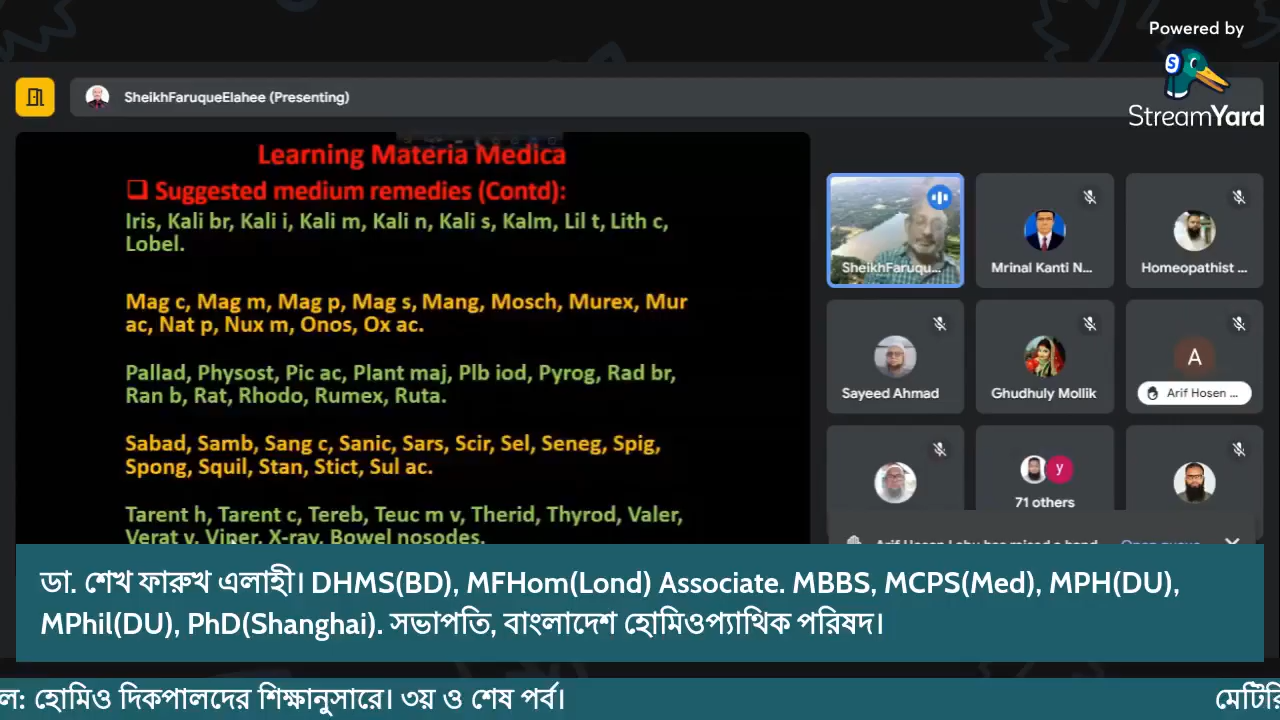 Powered by
StreamYard
SheikhFaruqueElahee (Presenting)
Learning Materia Medica
❑ Suggested medium remedies (Contd):
Iris, Kali br, Kali i, Kali m, Kali n, Kali s, Kalm, Lil t, Lith c,
Lobel.
Mag c, Mag m, Mag p, Mag s, Mang, Mosch, Murex, Mur
ac, Nat p, Nux m, Onos, Ox ac.
Pallad, Physost, Pic ac, Plant maj, Plb iod, Pyrog, Rad br,
Ran b, Rat, Rhodo, Rumex, Ruta.
Sabad, Samb, Sang c, Sanic, Sars, Scir, Sel, Seneg, Spig,
Spong, Squil, Stan, Stict, Sul ac.
Tarent h, Tarent c, Tereb, Teuc m v, Therid, Thyrod, Valer,
Verat v, Viper, X-ray, Bowel nosodes.
SheikhFaruqu...
Mrinal Kanti N...
Homeopathist ...
Sayeed Ahmad
Ghudhuly Mollik
A
Arif Hosen ...
y
71 others
ডা. শেখ ফারুখ এলাহী। DHMS(BD), MFHom(Lond) Associate. MBBS, MCPS(Med), MPH(DU),
MPhil(DU), PhD(Shanghai). সভাপতি, বাংলাদেশ হোমিওপ্যাথিক পরিষদ।
ল: হোমিও দিকপালদের শিক্ষানুসারে। ৩য় ও শেষ পর্ব।